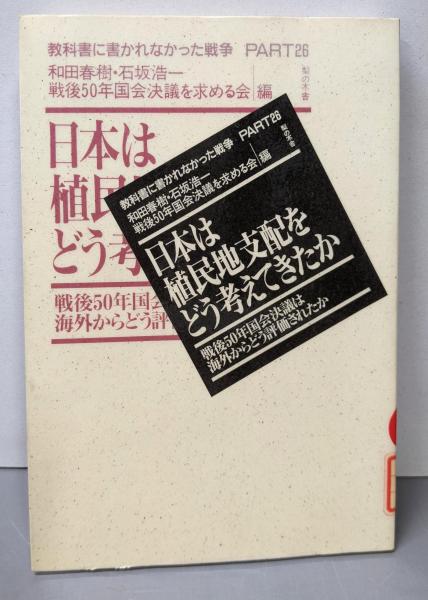 教科書に書かれなかった戦争 PART26
和田春樹・石坂浩一
戦後50年国会決議を求める会 編
梨の木舎
日本は
植民
どう考
戦後50年国会
海外からどう評
教科書に書かれなかった戦争 PART26
和田春樹・石坂浩一
戦後50年国会決議を求める会 編
梨の木舎
日本は
植民地支配を
どう考えてきたか
戦後50年国会決議は
海外からどう評価されたか